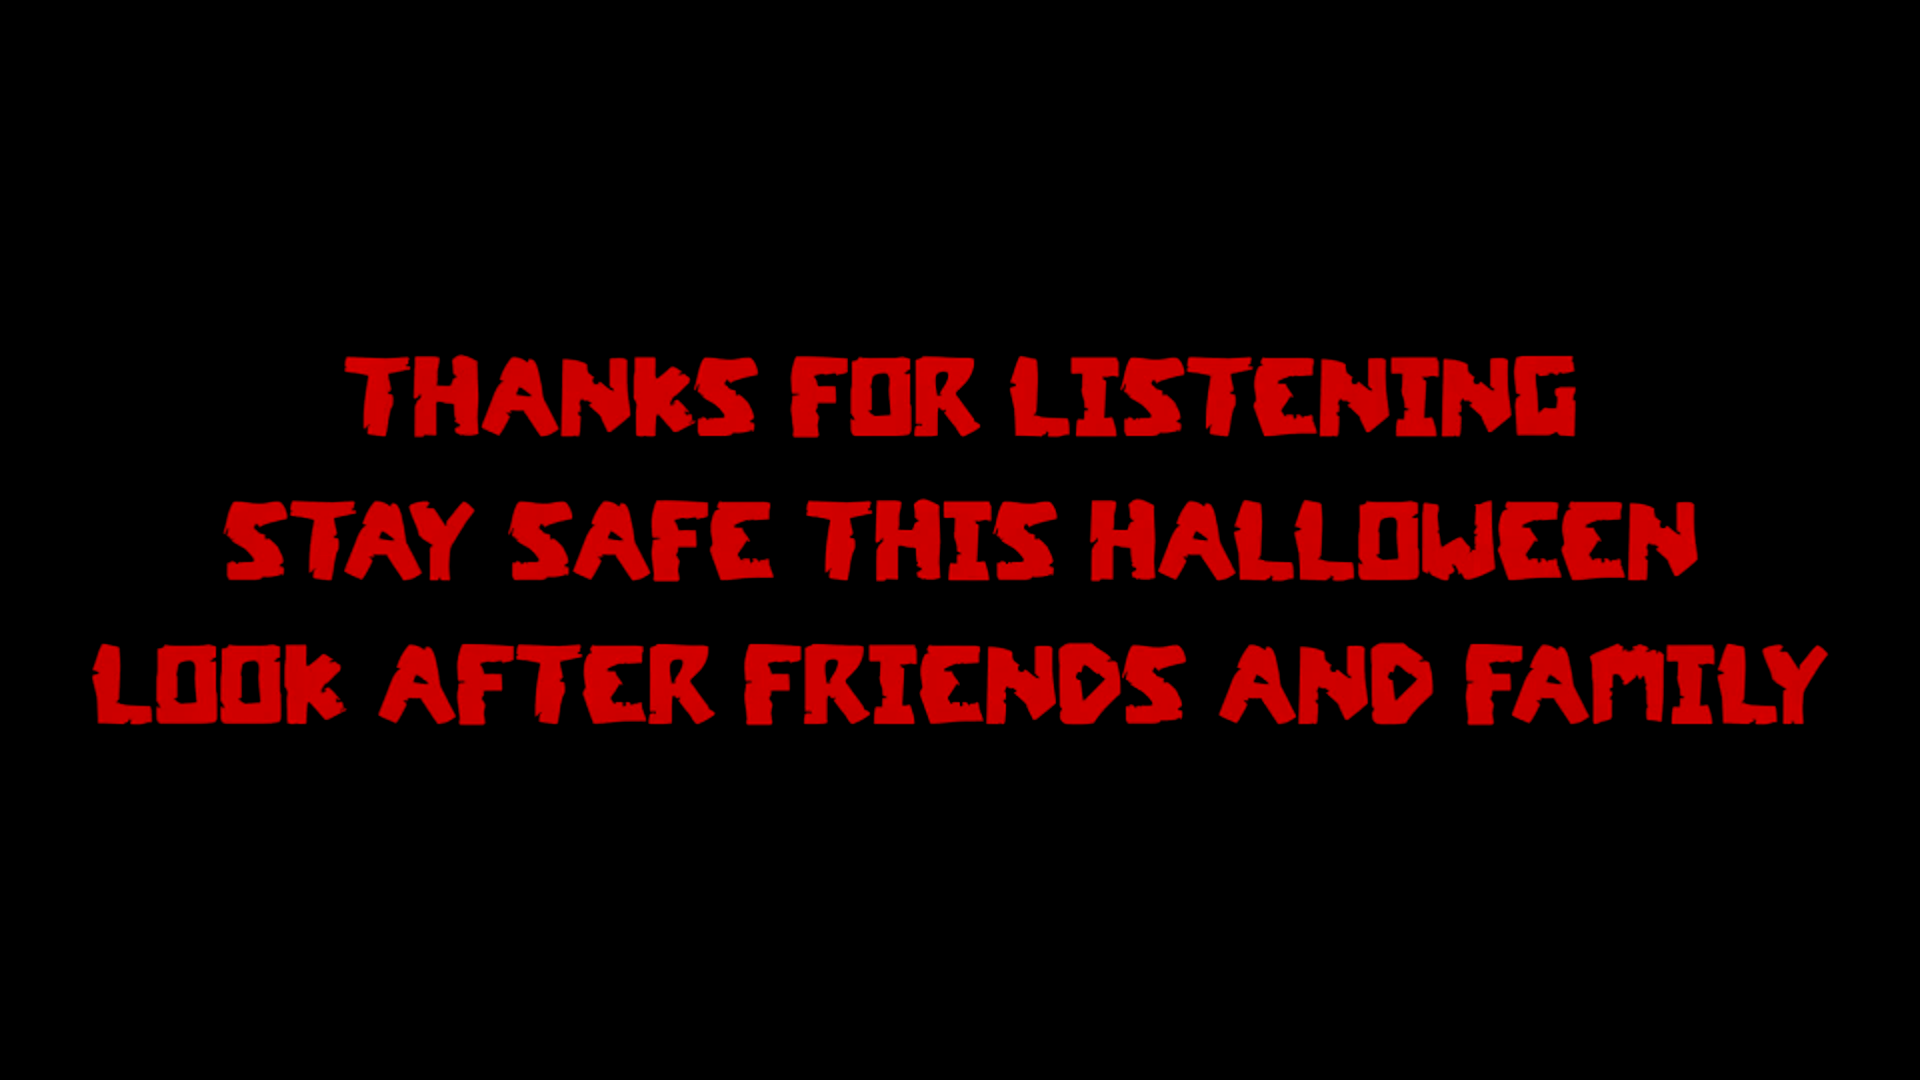 THANKS FOR LISTENING
STAY SAFE THIS HALLOWEEN
LOOK AFTER FRIENDS AND FAMILY